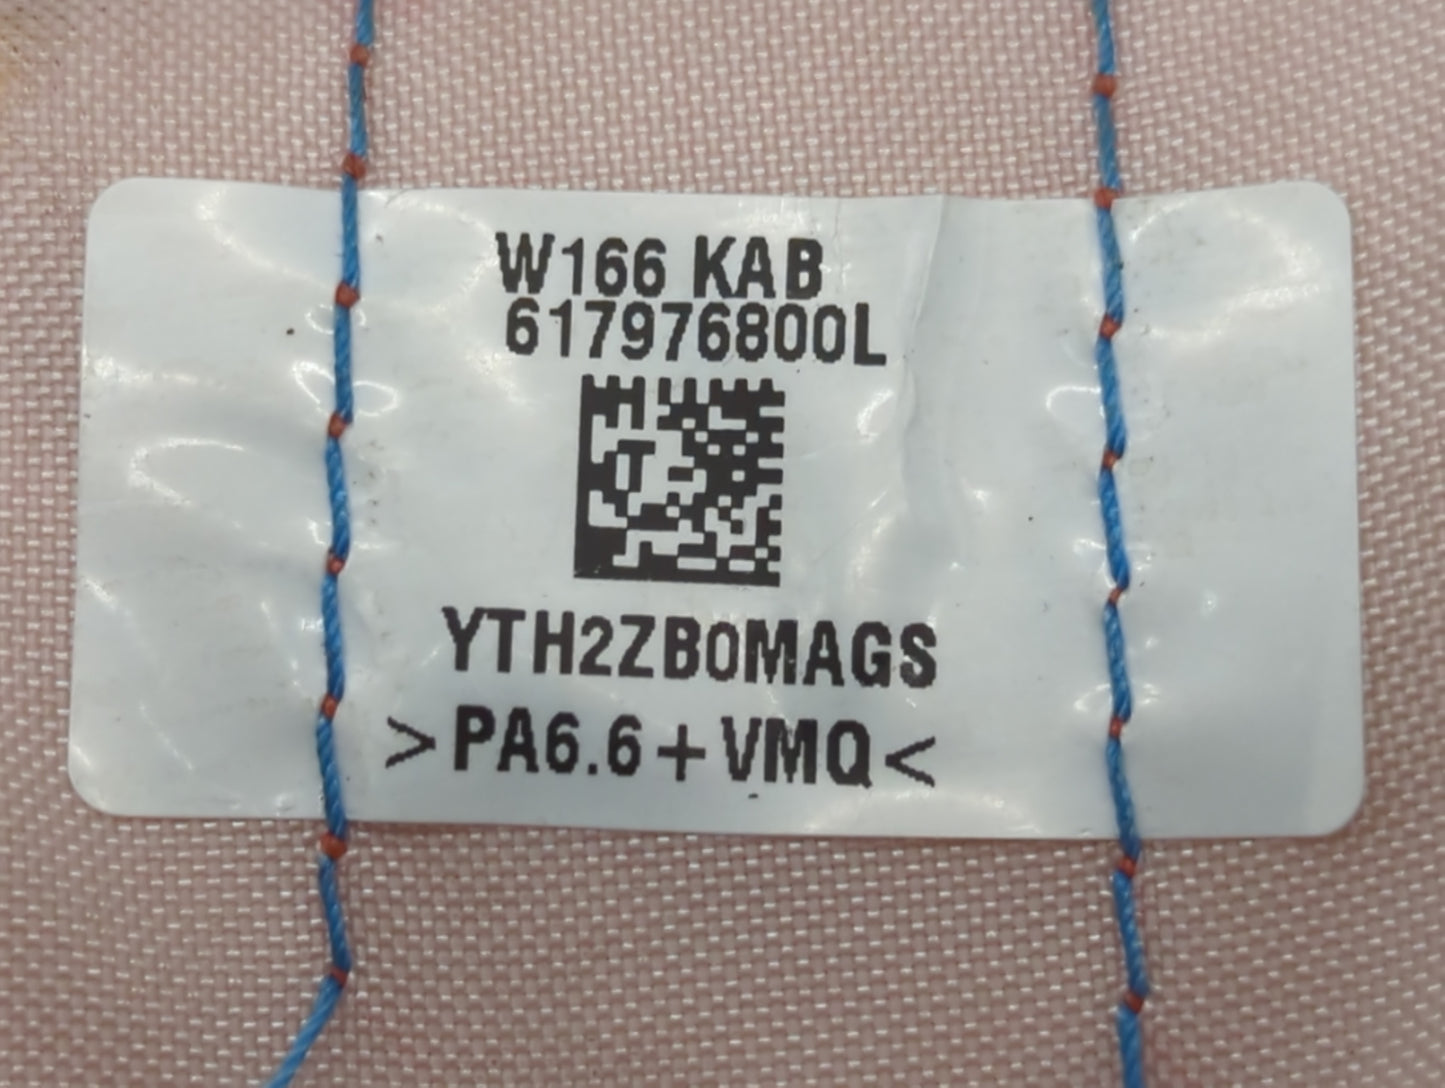 W166 KAB
617976800L
YTH2ZB0MAGS
>PA6.6+VMQ<